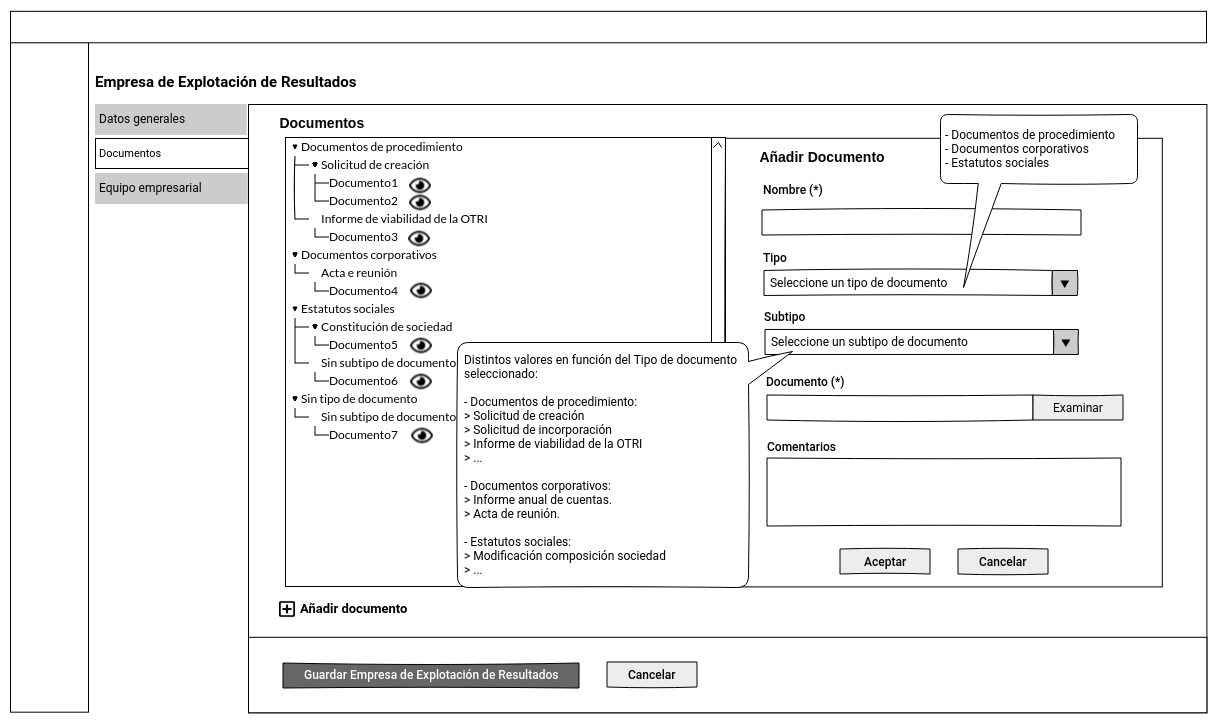 Empresa de Explotación de Resultados
Datos generales
Documentos
Equipo empresarial
Documentos
▾ Documentos de procedimiento
▾ Solicitud de creación
Documento1
Documento2
Informe de viabilidad de la OTRI
Documento3
▾ Documentos corporativos
Acta e reunión
Documento4
▾ Estatutos sociales
▾ Constitución de sociedad
Documento5
Sin subtipo de documento
Documento6
▾ Sin tipo de documento
Sin subtipo de documento
Documento7
Distintos valores en función del Tipo de documento
seleccionado:
- Documentos de procedimiento:
> Solicitud de creación
> Solicitud de incorporación
> Informe de viabilidad de la OTRI
> ...
- Documentos corporativos:
> Informe anual de cuentas.
> Acta de reunión.
- Estatutos sociales:
> Modificación composición sociedad
> ...
Añadir Documento
- Documentos de procedimiento
- Documentos corporativos
- Estatutos sociales
Nombre (*)
Tipo
Seleccione un tipo de documento
Subtipo
Seleccione un subtipo de documento
Documento (*)
Examinar
Comentarios
Aceptar
Cancelar
Añadir documento
Guardar Empresa de Explotación de Resultados
Cancelar